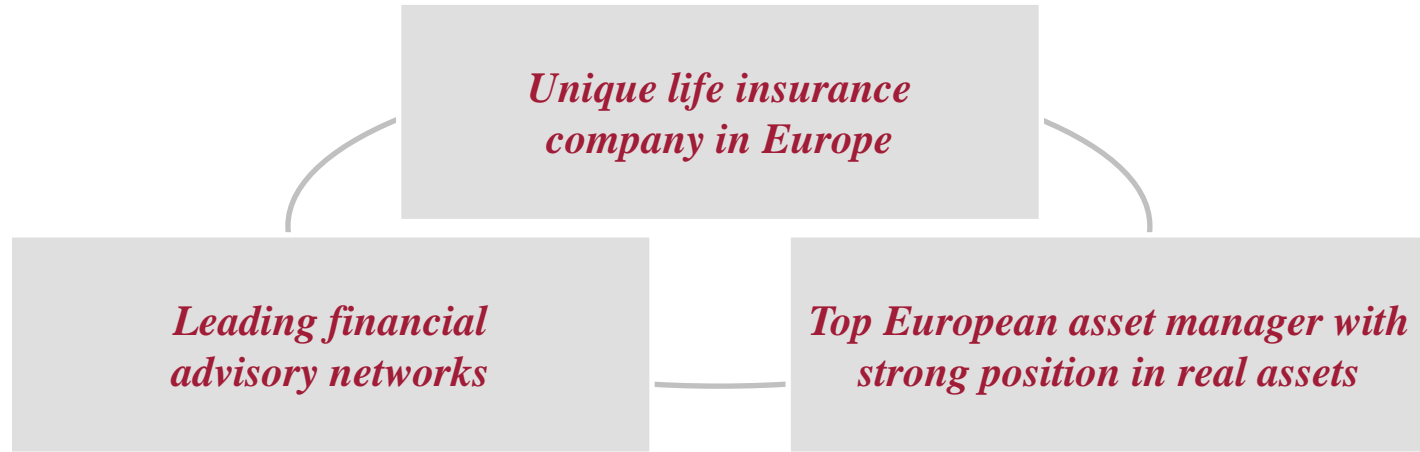 Unique life insurance
company in Europe
Leading financial
advisory networks
Top European asset manager with
strong position in real assets